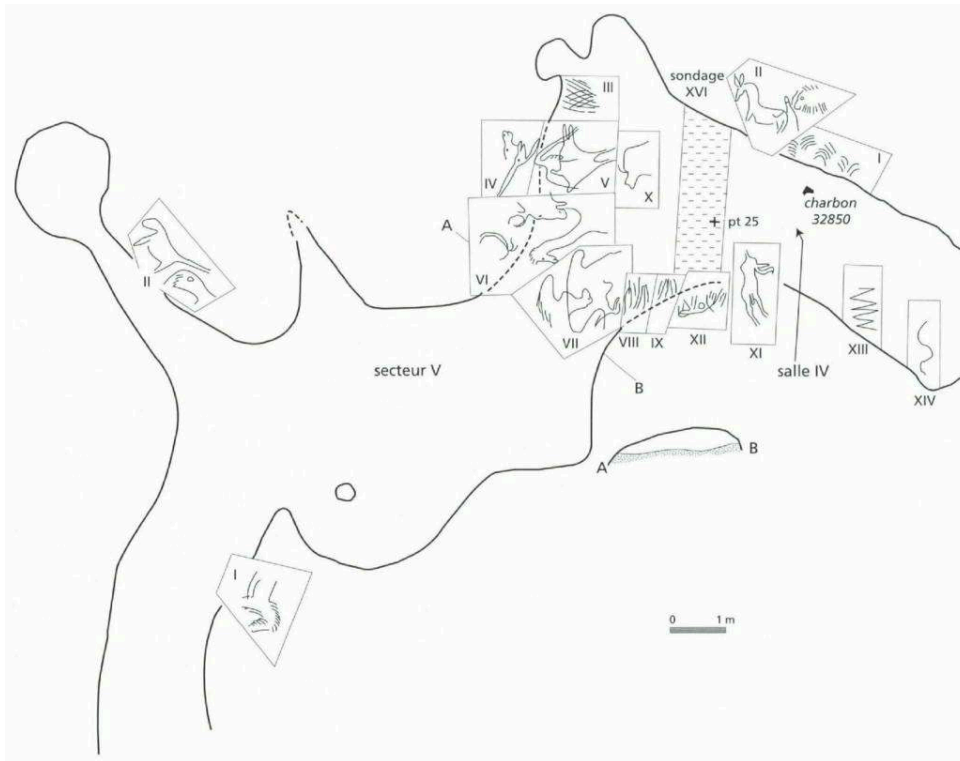 III
sondage
XVI
II
IV
V
X
I
A
charbon
32850
pt 25
II
VI
VII
VIII
IX
XII
XI
XIII
XIV
secteur V
salle IV
B
A
B
I
0 1 m